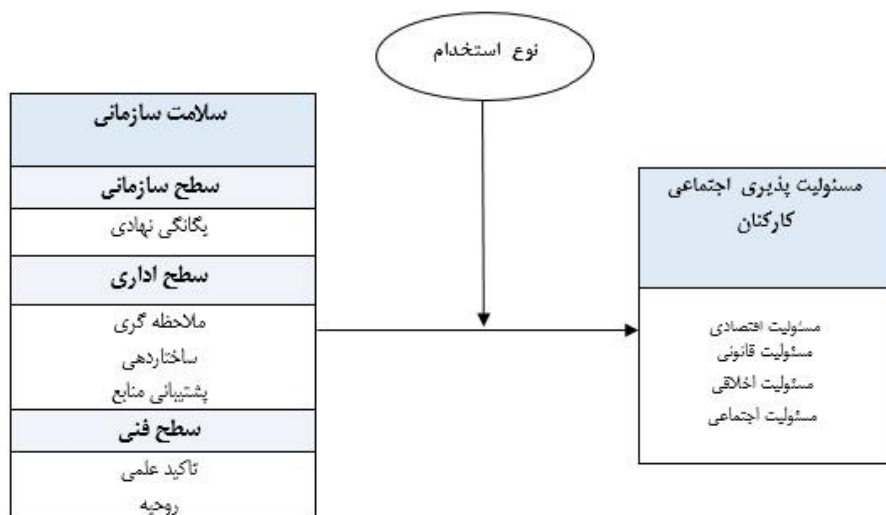 نوع استخدام
سلامت سازمانی
سطح سازمانی
یگانگی نهادی
سطح اداری
ملاحظه گری
ساختاردهی
پشتیبانی منابع
سطح فنی
تاکید علمی
روحیه
مسئولیت پذیری اجتماعی
کارکنان
مسئولیت اقتصادی
مسئولیت قانونی
مسئولیت اخلاقی
مسئولیت اجتماعی